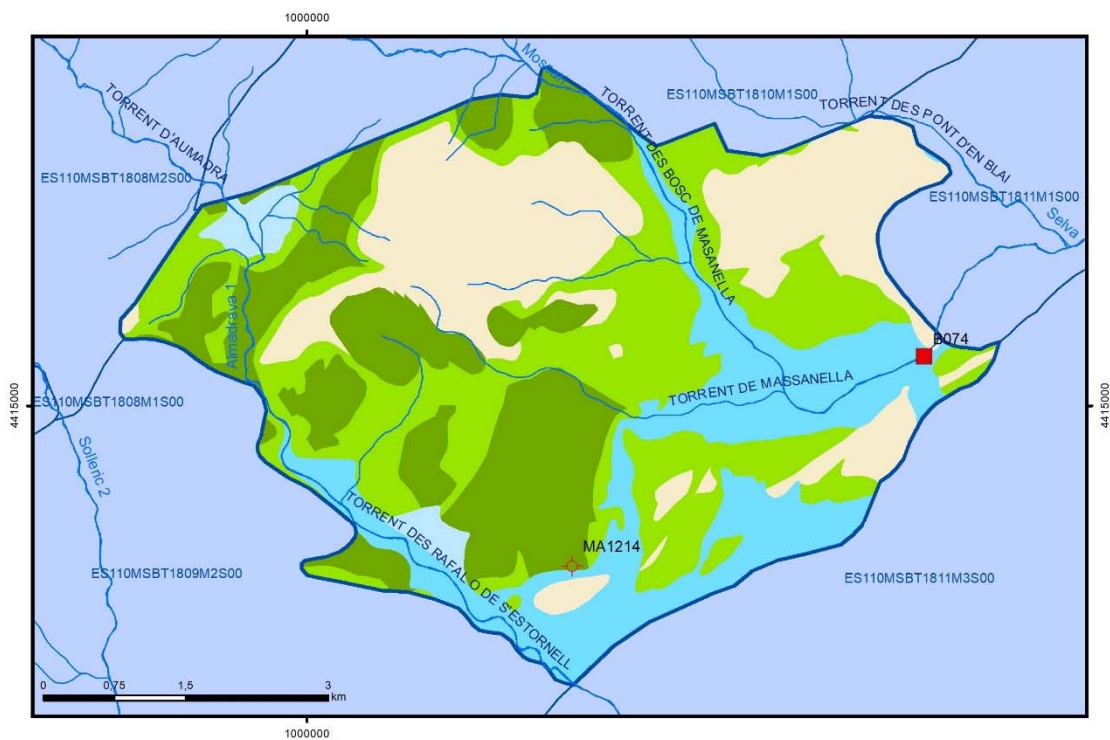 1000000
Mossa
TORRENT DES BOSC DE MASANELLA
ES110MSBT1810M1S00
TORRENT DES PONT D'EN BLAI
TORRENT D'AUMADRA
ES110MSBT1808M2S00
ES110MSBT1811M1S00
Selva
Almadrava 1
B074
TORRENT DE MASSANELLA
4415000
4415000
ES110MSBT1808M1S00
Solleric 2
TORRENT DES RAFAL O DE S'ESTORNELL
MA1214
ES110MSBT1809M2S00
ES110MSBT1811M3S00
0 0,75 1,5 3
km
1000000